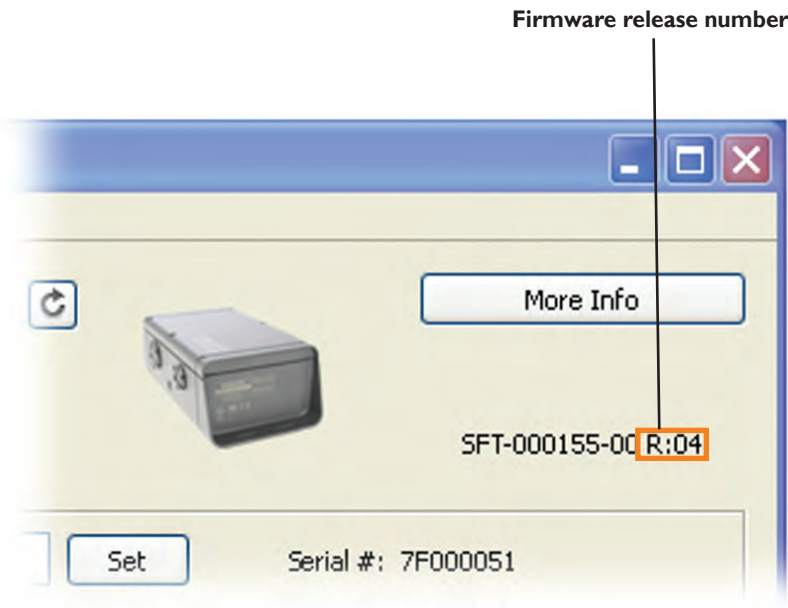 Firmware release number
More Info
SFT-000155-00 R:04
Set
Serial #: 7F000051